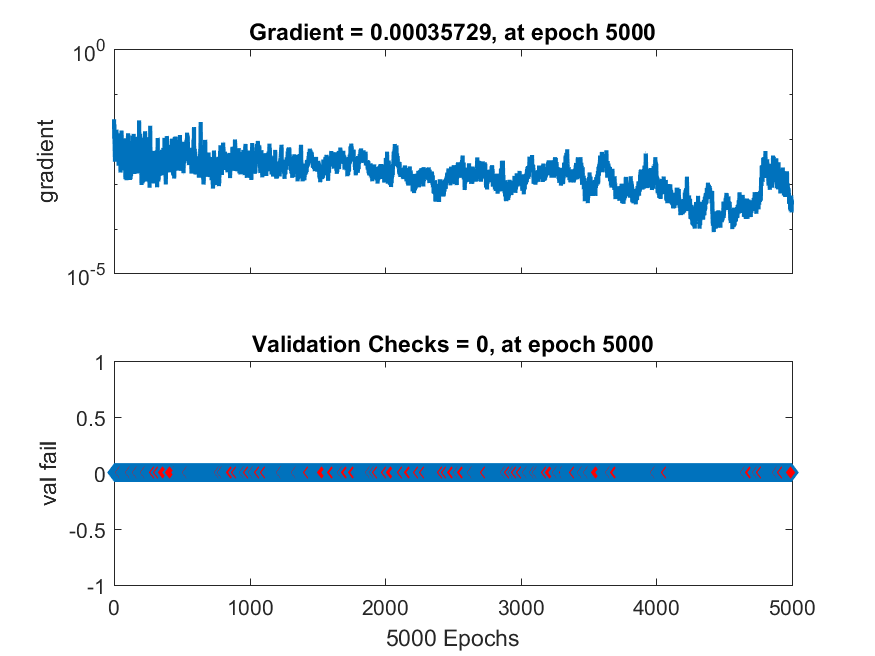 Gradient = 0.00035729, at epoch 5000
10^0
gradient
10^-5
Validation Checks = 0, at epoch 5000
1
0.5
0
-0.5
-1
val fail
0 1000 2000 3000 4000 5000
5000 Epochs